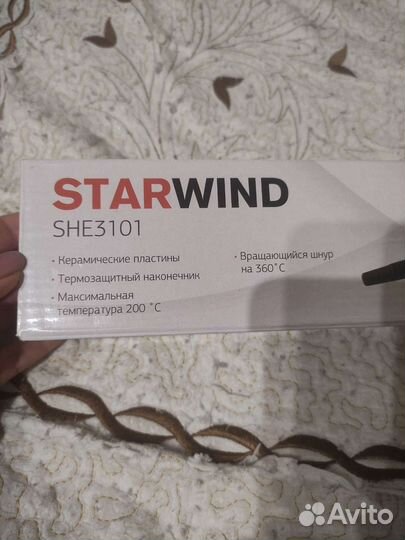 STARWIND
SHE3101
• Керамические пластины
• Термозащитный наконечник
• Максимальная
температура 200 °С
• Вращающийся шнур
на 360°С
Avito